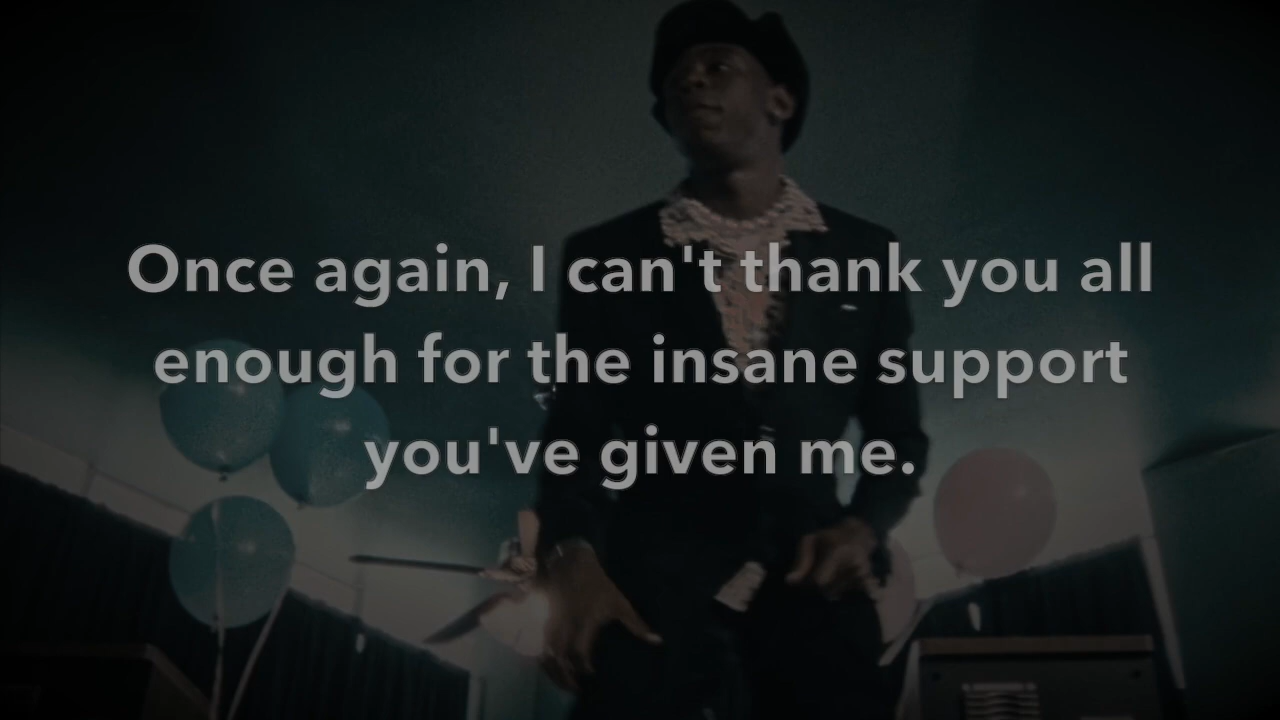 Once again, I can't thank you all
enough for the insane support
you've given me.